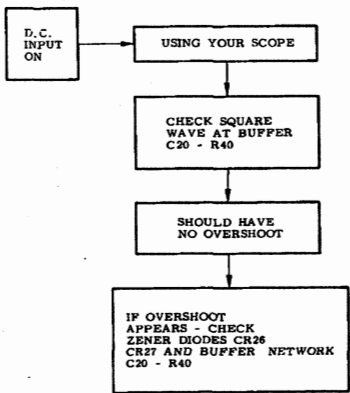 D.C.
INPUT
ON
USING YOUR SCOPE
CHECK SQUARE
WAVE AT BUFFER
C20 - R40
SHOULD HAVE
NO OVERSHOOT
IF OVERSHOOT
APPEARS - CHECK
ZENER DIODES CR26
CR27 AND BUFFER NETWORK
C20 - R40